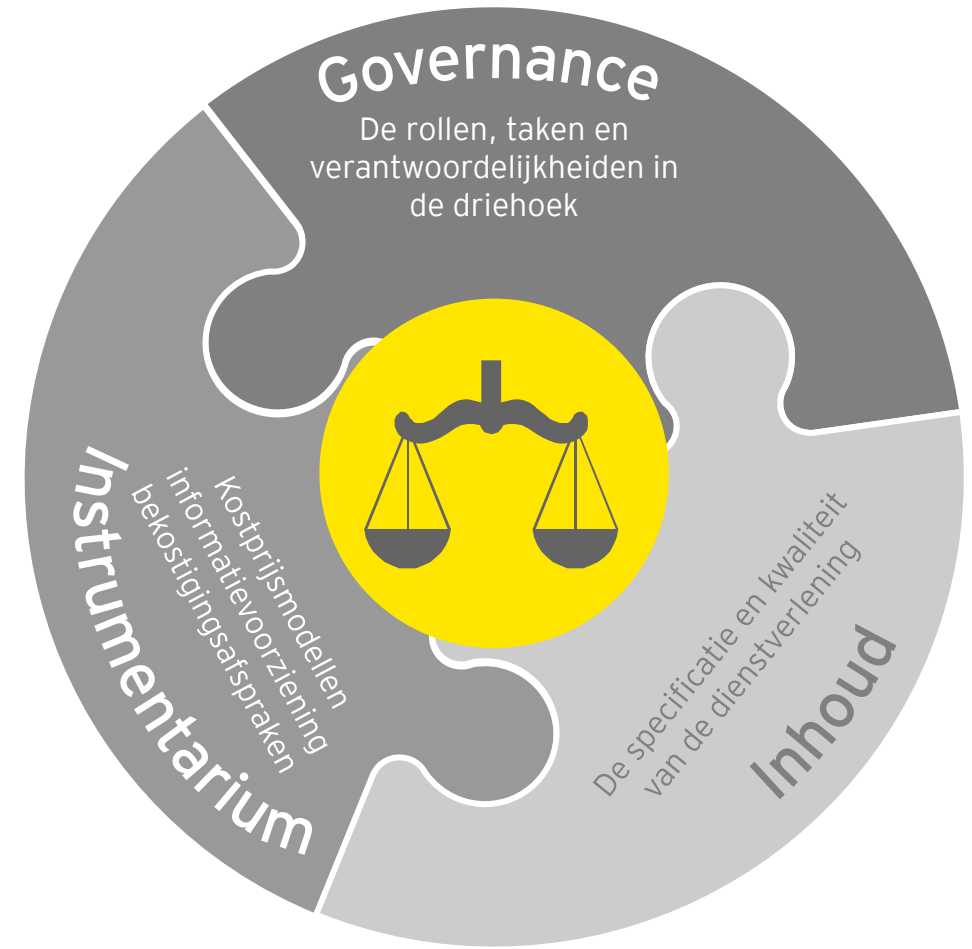 Governance
De rollen, taken en
verantwoordelijkheiden in
de driehoek
Instrumentarium
Kostprijsmodellen
informatievoorziening
bekostigingsafspraken
De specificatie en kwaliteit
van de dienstverlening
Inhoud